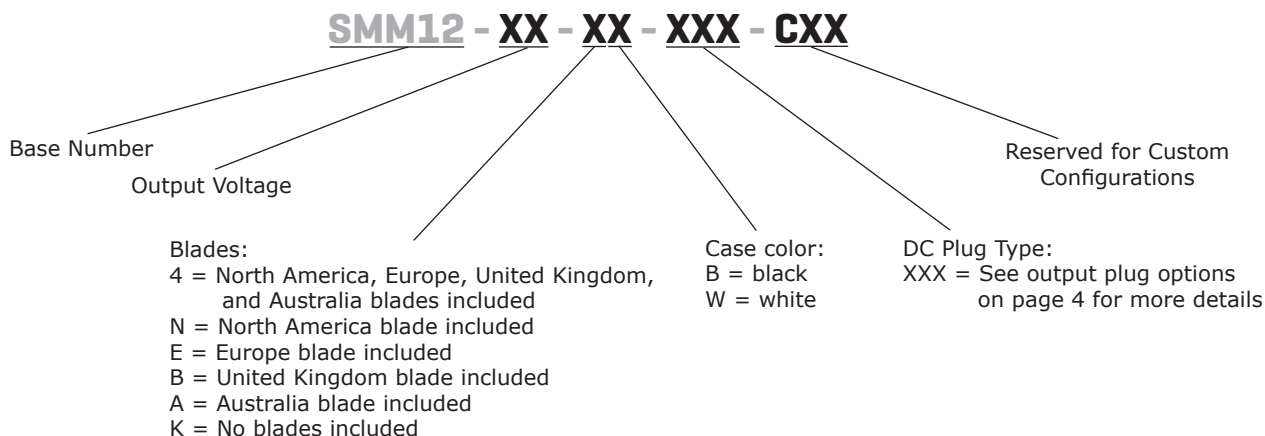 SMM12 - XX - XX - XXX - CXX
Base Number
Output Voltage
Reserved for Custom
Configurations
Blades:
4 = North America, Europe, United Kingdom,
and Australia blades included
N = North America blade included
E = Europe blade included
B = United Kingdom blade included
A = Australia blade included
K = No blades included
Case color:
B = black
W = white
DC Plug Type:
XXX = See output plug options
on page 4 for more details